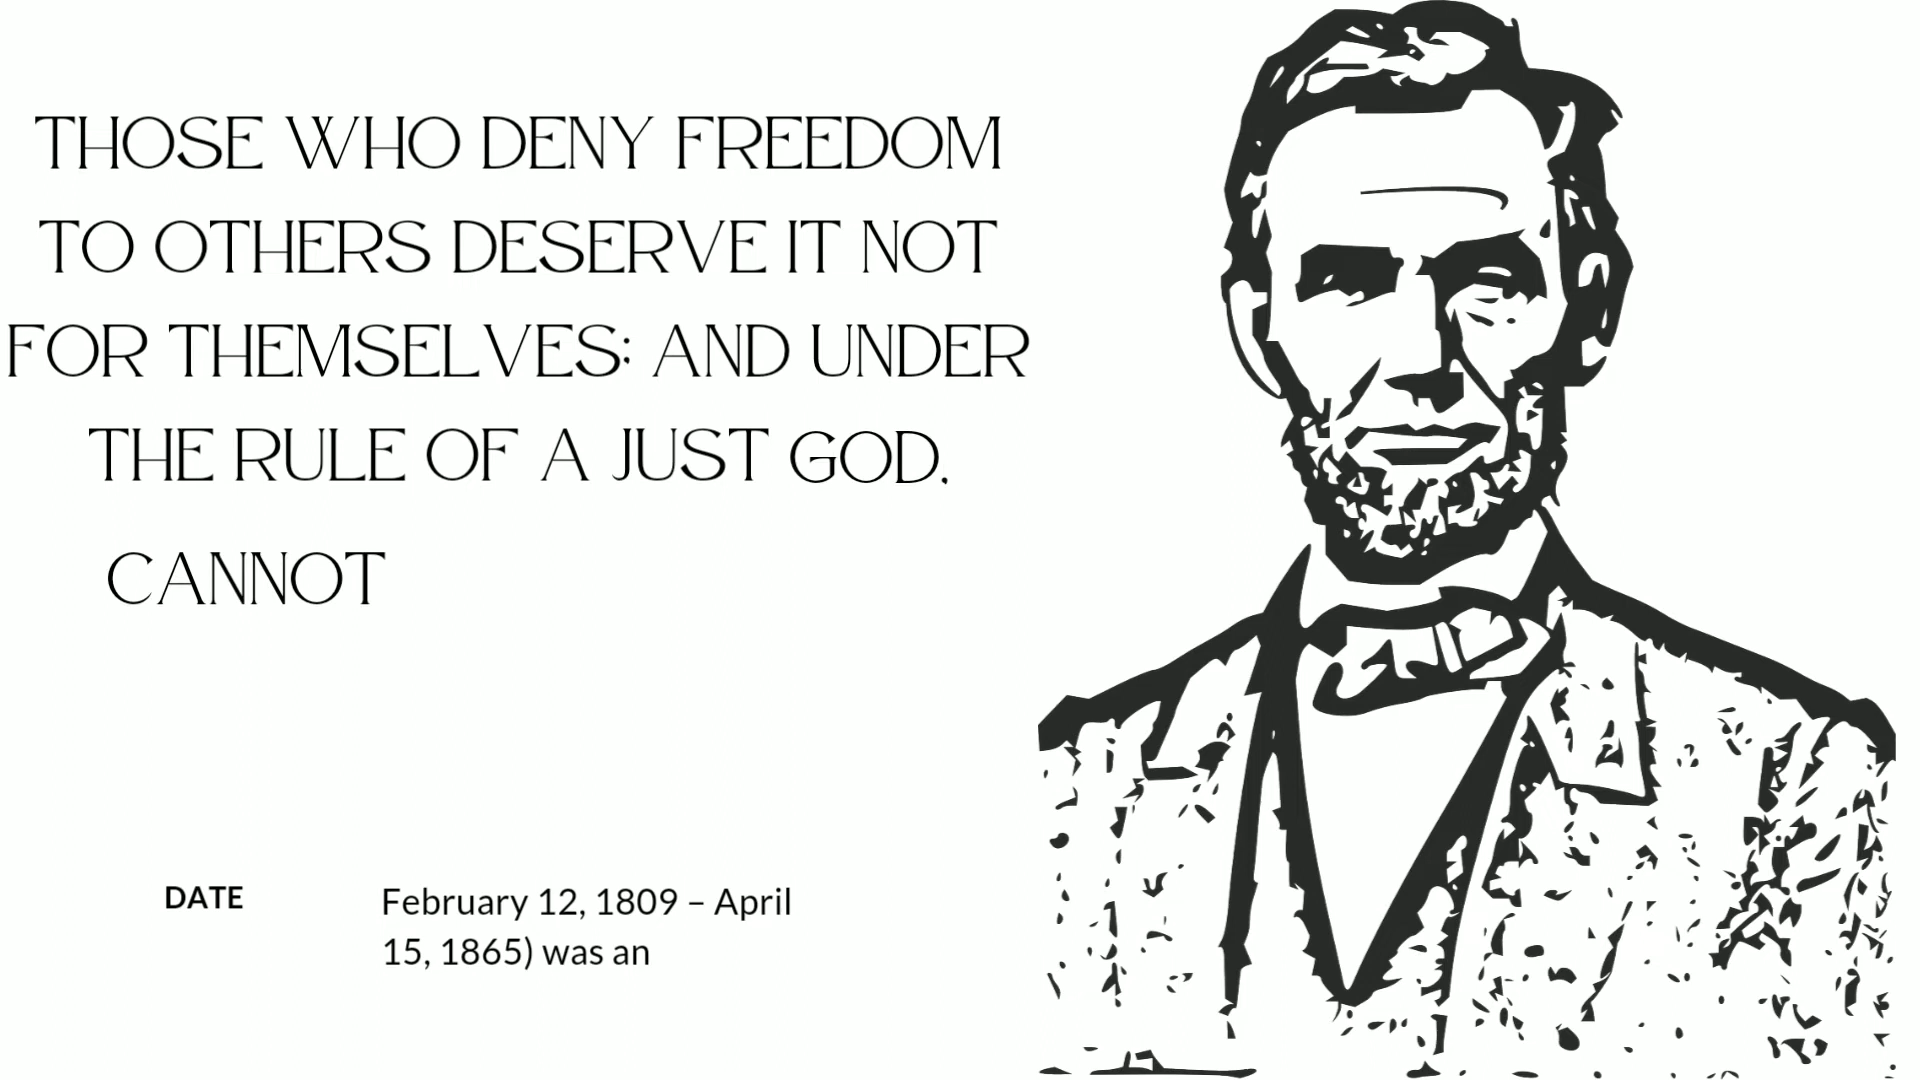 THOSE WHO DENY FREEDOM
TO OTHERS DESERVE IT NOT
FOR THEMSELVES: AND UNDER
THE RULE OF A JUST GOD,
CANNOT
DATE
February 12, 1809 – April
15, 1865) was an